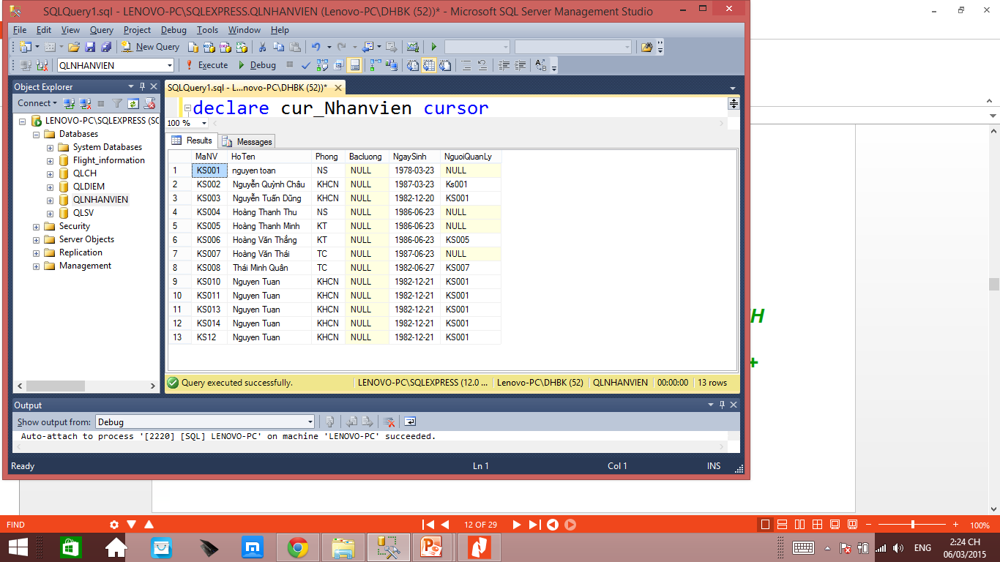 SQLQuery1.sql - LENOVO-PC\SQLEXPRESS.QLNHANVIEN (Lenovo-PC\DHBK (52))* - Microsoft SQL Server Management Studio
File Edit View Query Project Debug Tools Window Help
New Query
QLNHANVIEN Execute Debug
Object Explorer
Connect
LENOVO-PC\SQLEXPRESS (SC
Databases
System Databases
Flight_information
QLCH
QLDIEM
QLNHANVIEN
QLSV
Security
Server Objects
Replication
Management
SQLQuery1.sql - L...novo-PC\DHBK (52))*
declare cur_Nhanvien cursor
100 %
Results Messages
MaNV HoTen Phong Bacluong NgaySinh NguoiQuanLy
1 KS001 nguyen toan NS NULL 1978-03-23 NULL
2 KS002 Nguyễn Quỳnh Châu KHCN NULL 1987-03-23 Ks001
3 KS003 Nguyễn Tuấn Dũng KHCN NULL 1982-12-20 KS001
4 KS004 Hoàng Thanh Thu NS NULL 1986-06-23 NULL
5 KS005 Hoàng Thanh Minh KT NULL 1986-06-23 NULL
6 KS006 Hoàng Văn Thắng KT NULL 1986-06-23 KS005
7 KS007 Hoàng Văn Thái TC NULL 1987-06-23 NULL
8 KS008 Thái Minh Quân TC NULL 1982-06-27 KS007
9 KS010 Nguyen Tuan KHCN NULL 1982-12-21 KS001
10 KS011 Nguyen Tuan KHCN NULL 1982-12-21 KS001
11 KS013 Nguyen Tuan KHCN NULL 1982-12-21 KS001
12 KS014 Nguyen Tuan KHCN NULL 1982-12-21 KS001
13 KS12 Nguyen Tuan KHCN NULL 1982-12-21 KS001
Query executed successfully. LENOVO-PC\SQLEXPRESS (12.0 ... Lenovo-PC\DHBK (52) QLNHANVIEN 00:00:00 13 rows
Output
Show output from: Debug
Auto-attach to process '[2220] [SQL] LENOVO-PC' on machine 'LENOVO-PC' succeeded.
Ready Ln 1 Col 1 INS
H
+
FIND 12 OF 29 100%
ENG 2:24 CH
06/03/2015